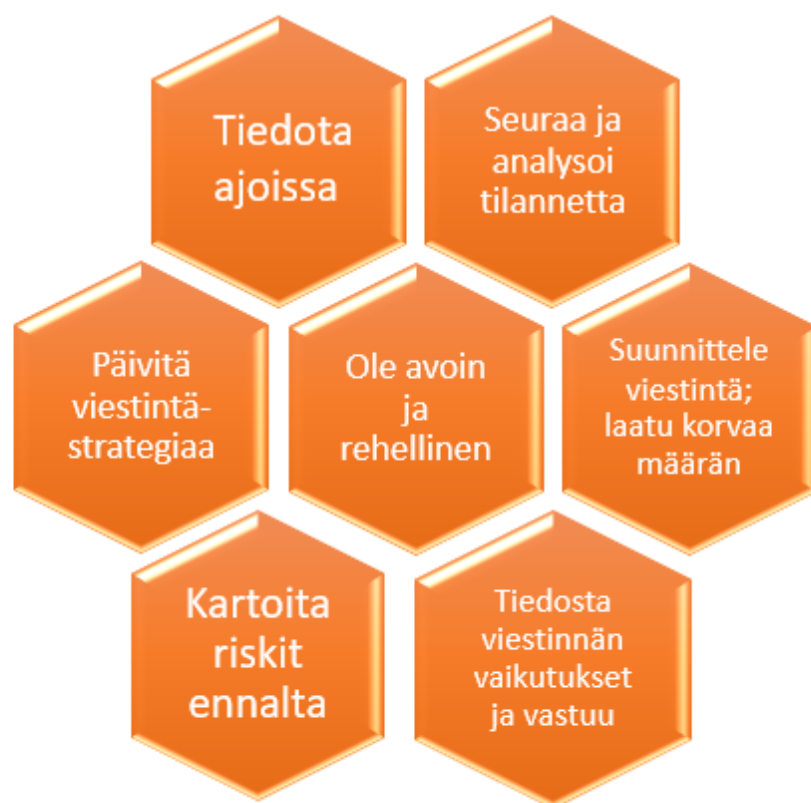 Tiedota
ajoissa
Seuraa ja
analysoi
tilannetta
Päivitä
viestintä-
strategiaa
Ole avoin
ja
rehellinen
Suunnittele
viestintä;
laatu korvaa
määrän
Kartoita
riskit
ennalta
Tiedosta
viestinnän
vaikutukset
ja vastuu